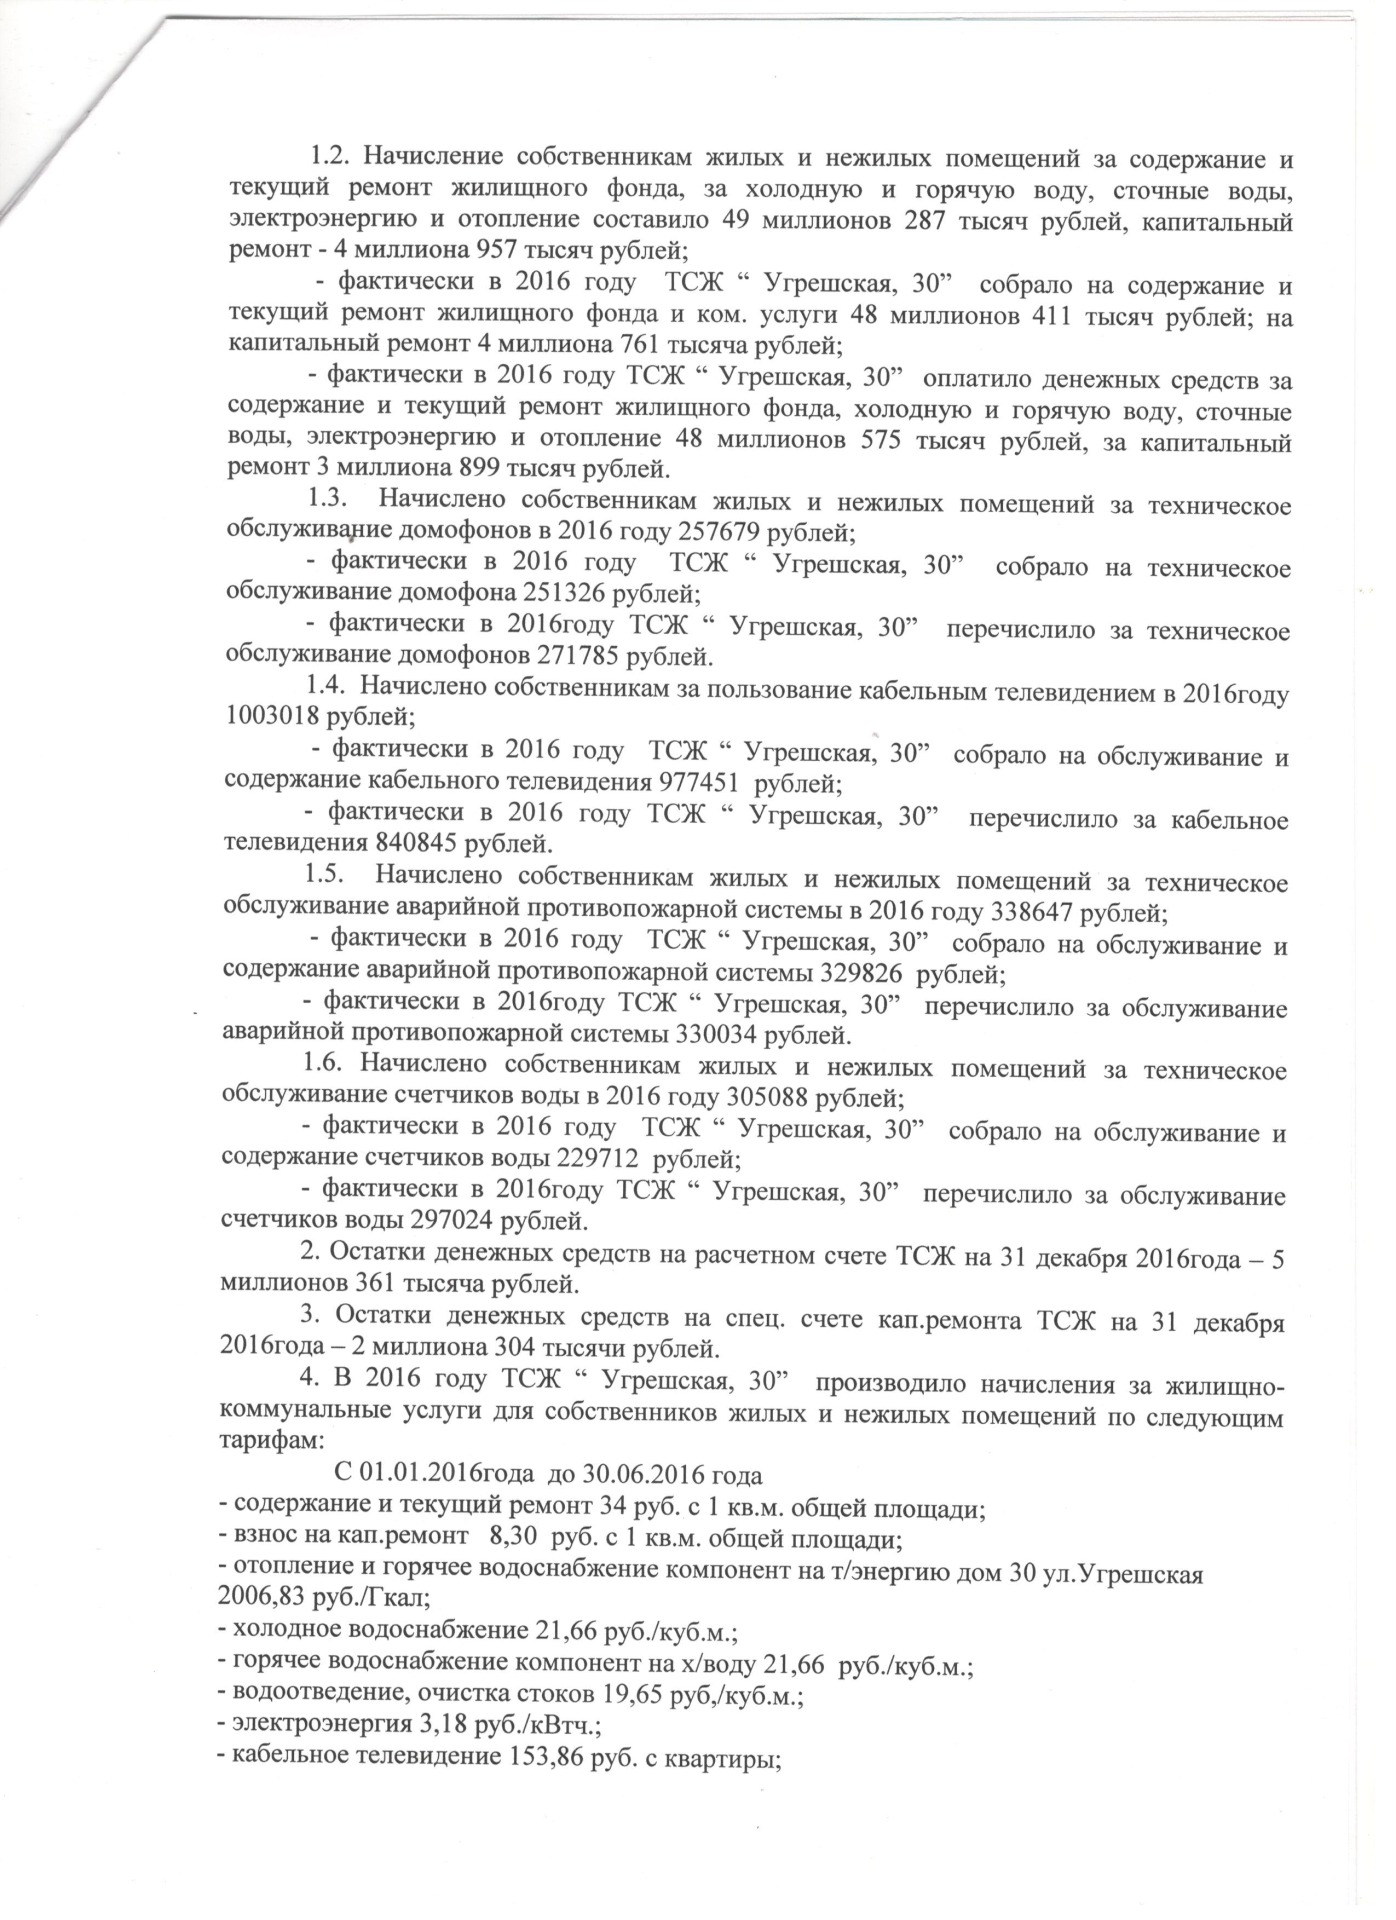 1.2. Начисление собственникам жилых и нежилых помещений за содержание и
текущий ремонт жилищного фонда, за холодную и горячую воду, сточные воды,
электроэнергию и отопление составило 49 миллионов 287 тысяч рублей, капитальный
ремонт - 4 миллиона 957 тысяч рублей;
- фактически в 2016 году ТСЖ “ Угрешская, 30” собрало на содержание и
текущий ремонт жилищного фонда и ком. услуги 48 миллионов 411 тысяч рублей; на
капитальный ремонт 4 миллиона 761 тысяча рублей;
- фактически в 2016 году ТСЖ “ Угрешская, 30” оплатило денежных средств за
содержание и текущий ремонт жилищного фонда, холодную и горячую воду, сточные
воды, электроэнергию и отопление 48 миллионов 575 тысяч рублей, за капитальный
ремонт 3 миллиона 899 тысяч рублей.
1.3. Начислено собственникам жилых и нежилых помещений за техническое
обслуживание домофонов в 2016 году 257679 рублей;
- фактически в 2016 году ТСЖ “ Угрешская, 30” собрало на техническое
обслуживание домофона 251326 рублей;
- фактически в 2016году ТСЖ “ Угрешская, 30” перечислило за техническое
обслуживание домофонов 271785 рублей.
1.4. Начислено собственникам за пользование кабельным телевидением в 2016году
1003018 рублей;
- фактически в 2016 году ТСЖ “ Угрешская, 30” собрало на обслуживание и
содержание кабельного телевидения 977451 рублей;
- фактически в 2016 году ТСЖ “ Угрешская, 30” перечислило за кабельное
телевидения 840845 рублей.
1.5. Начислено собственникам жилых и нежилых помещений за техническое
обслуживание аварийной противопожарной системы в 2016 году 338647 рублей;
- фактически в 2016 году ТСЖ “ Угрешская, 30” собрало на обслуживание и
содержание аварийной противопожарной системы 329826 рублей;
- фактически в 2016году ТСЖ “ Угрешская, 30” перечислило за обслуживание
аварийной противопожарной системы 330034 рублей.
1.6. Начислено собственникам жилых и нежилых помещений за техническое
обслуживание счетчиков воды в 2016 году 305088 рублей;
- фактически в 2016 году ТСЖ “ Угрешская, 30” собрало на обслуживание и
содержание счетчиков воды 229712 рублей;
- фактически в 2016году ТСЖ “ Угрешская, 30” перечислило за обслуживание
счетчиков воды 297024 рублей.
2. Остатки денежных средств на расчетном счете ТСЖ на 31 декабря 2016года – 5
миллионов 361 тысяча рублей.
3. Остатки денежных средств на спец. счете кап.ремонта ТСЖ на 31 декабря
2016года – 2 миллиона 304 тысячи рублей.
4. В 2016 году ТСЖ “ Угрешская, 30” производило начисления за жилищно-
коммунальные услуги для собственников жилых и нежилых помещений по следующим
тарифам:
С 01.01.2016года до 30.06.2016 года
- содержание и текущий ремонт 34 руб. с 1 кв.м. общей площади;
- взнос на кап.ремонт 8,30 руб. с 1 кв.м. общей площади;
- отопление и горячее водоснабжение компонент на т/энергию дом 30 ул.Угрешская
2006,83 руб./Гкал;
- холодное водоснабжение 21,66 руб./куб.м.;
- горячее водоснабжение компонент на х/воду 21,66 руб./куб.м.;
- водоотведение, очистка стоков 19,65 руб,/куб.м.;
- электроэнергия 3,18 руб./кВтч.;
- кабельное телевидение 153,86 руб. с квартиры;